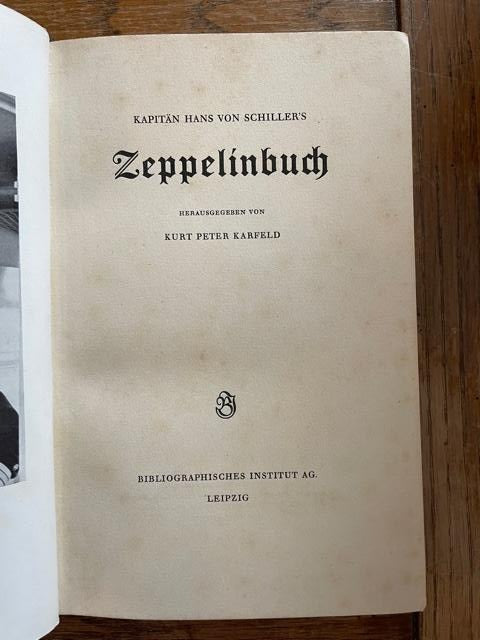 KAPITÄN HANS VON SCHILLER'S
Zeppelinbuch
HERAUSGEGEBEN VON
KURT PETER KARFELD
BI
BIBLIOGRAPHISCHES INSTITUT AG.
LEIPZIG